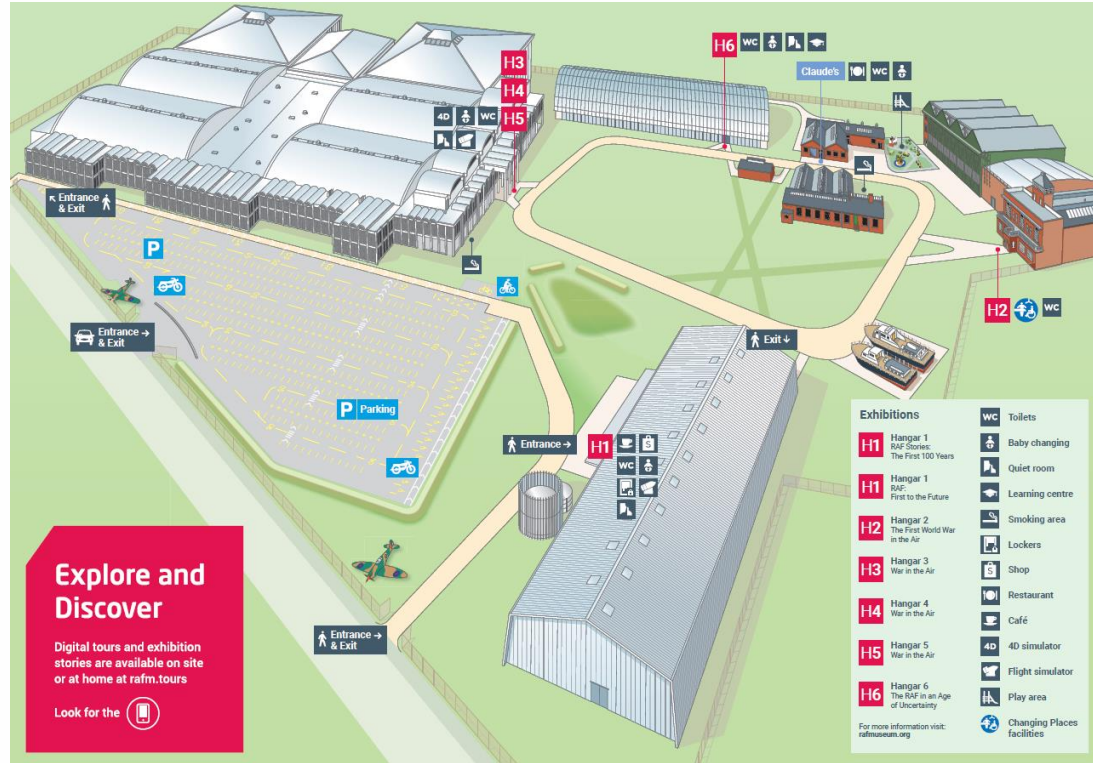 H3
H4
H5
4D
WC
H6
WC
Claude's
WC
Entrance
& Exit
P
Entrance →
& Exit
P Parking
H2
WC
Exit ↓
Entrance →
H1
S
WC
Entrance →
& Exit
Explore and
Discover
Digital tours and exhibition
stories are available on site
or at home at rafm.tours
Look for the
Exhibitions
H1 Hangar 1
RAF Stories:
The First 100 Years
H1 Hangar 1
RAF:
First to the Future
H2 Hangar 2
The First World War
in the Air
H3 Hangar 3
War in the Air
H4 Hangar 4
War in the Air
H5 Hangar 5
War in the Air
H6 Hangar 6
The RAF in an Age
of Uncertainty
For more information visit:
rafmuseum.org
WC Toilets
Baby changing
Quiet room
Learning centre
Smoking area
Lockers
S Shop
Restaurant
Café
4D 4D simulator
Flight simulator
Play area
Changing Places
facilities